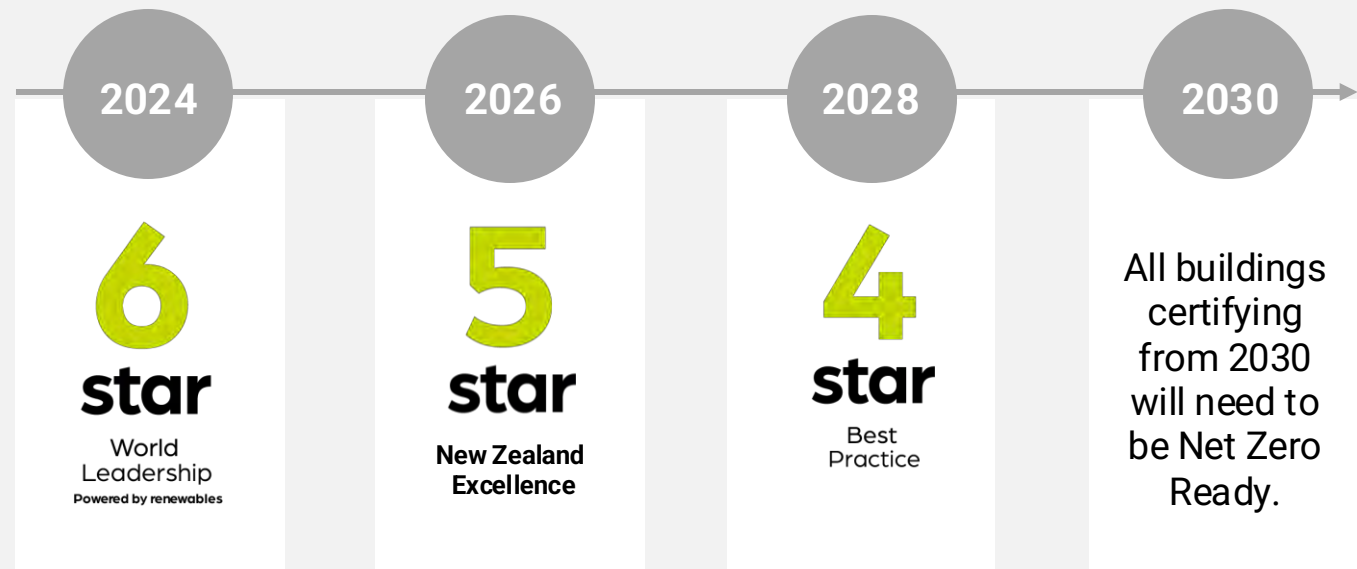 2024
2026
2028
2030
6
star
World
Leadership
Powered by renewables
5
star
New Zealand
Excellence
4
star
Best
Practice
All buildings
certifying
from 2030
will need to
be Net Zero
Ready.